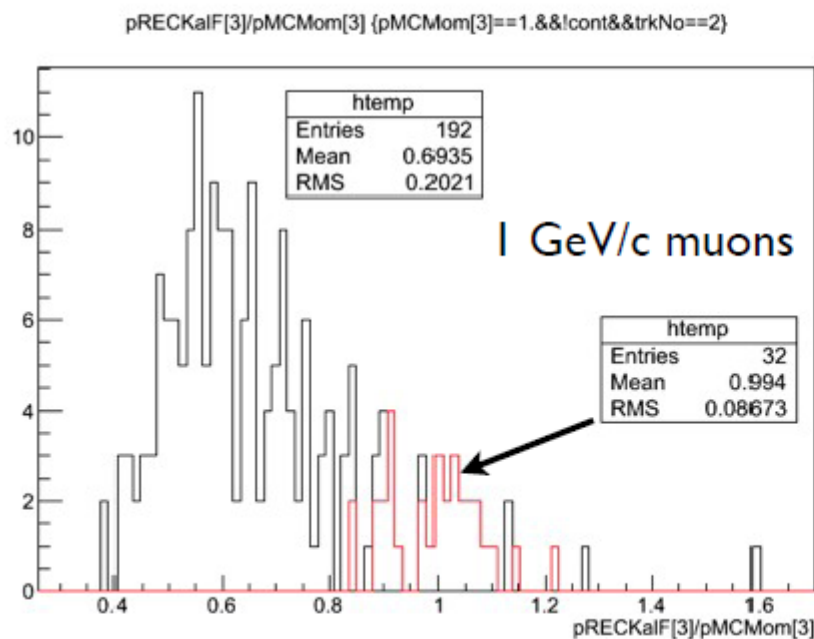 pRECKalF[3]/pMCMom[3] {pMCMom[3]==1.&&!cont&&trkNo==2}
htemp
Entries 192
Mean 0.6935
RMS 0.2021
1 GeV/c muons
htemp
Entries 32
Mean 0.994
RMS 0.08673
10
8
6
4
2
0
0.4 0.6 0.8 1 1.2 1.4 1.6
pRECKalF[3]/pMCMom[3]